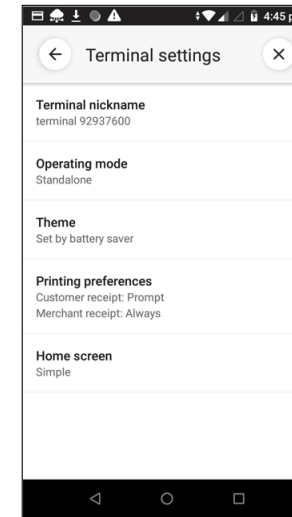 4:45 p
Terminal settings
Terminal nickname
terminal 92937600
Operating mode
Standalone
Theme
Set by battery saver
Printing preferences
Customer receipt: Prompt
Merchant receipt: Always
Home screen
Simple